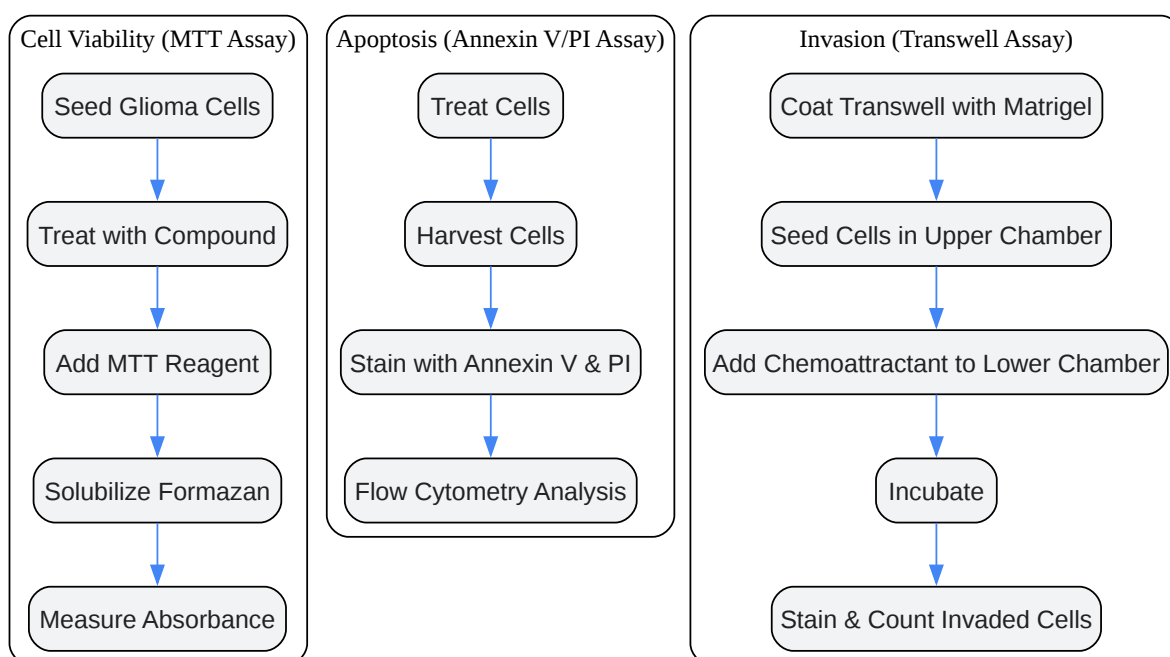 Cell Viability (MTT Assay)
Seed Glioma Cells
Treat with Compound
Add MTT Reagent
Solubilize Formazan
Measure Absorbance
Apoptosis (Annexin V/PI Assay)
Treat Cells
Harvest Cells
Stain with Annexin V & PI
Flow Cytometry Analysis
Invasion (Transwell Assay)
Coat Transwell with Matrigel
Seed Cells in Upper Chamber
Add Chemoattractant to Lower Chamber
Incubate
Stain & Count Invaded Cells